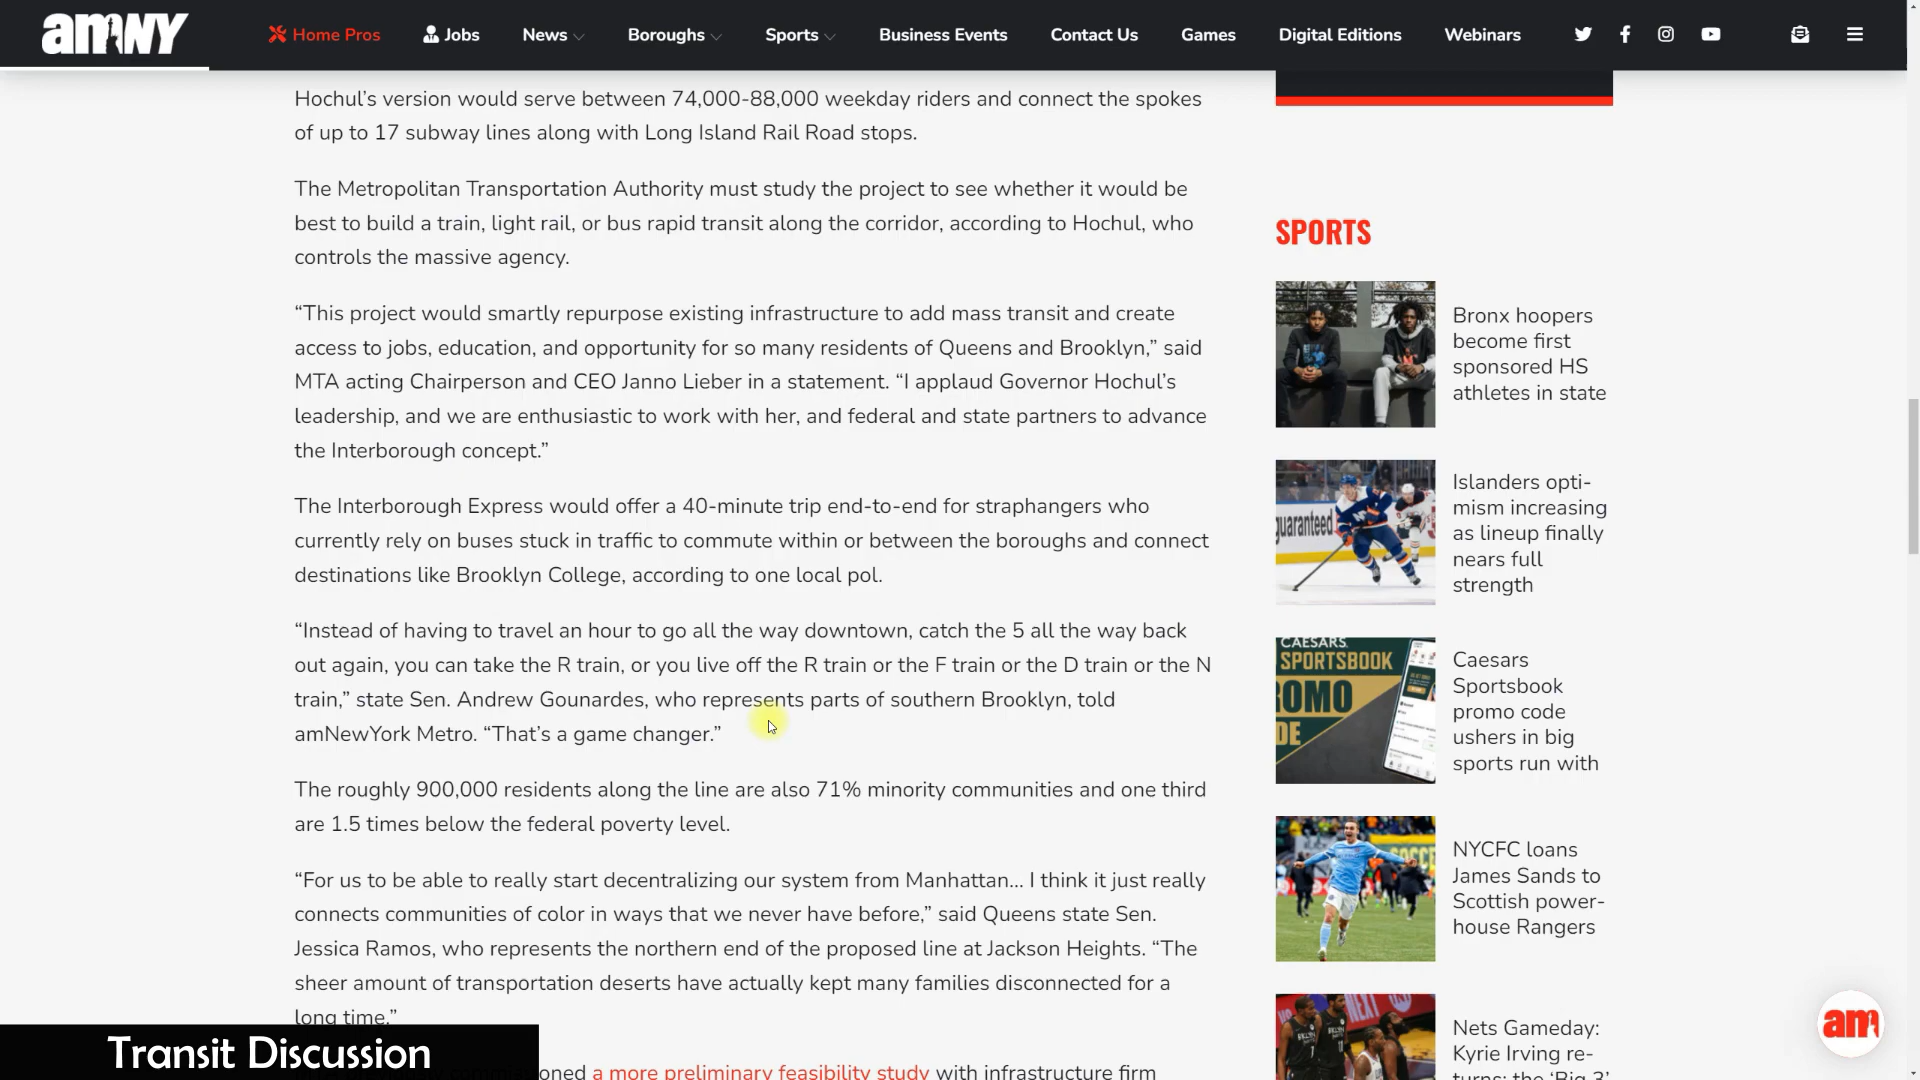 amNY
Home Pros
Jobs
News
Boroughs
Sports
Business Events
Contact Us
Games
Digital Editions
Webinars
Hochul’s version would serve between 74,000-88,000 weekday riders and connect the spokes
of up to 17 subway lines along with Long Island Rail Road stops.
The Metropolitan Transportation Authority must study the project to see whether it would be
best to build a train, light rail, or bus rapid transit along the corridor, according to Hochul, who
controls the massive agency.
“This project would smartly repurpose existing infrastructure to add mass transit and create
access to jobs, education, and opportunity for so many residents of Queens and Brooklyn,” said
MTA acting Chairperson and CEO Janno Lieber in a statement. “I applaud Governor Hochul’s
leadership, and we are enthusiastic to work with her, and federal and state partners to advance
the Interborough concept.”
The Interborough Express would offer a 40-minute trip end-to-end for straphangers who
currently rely on buses stuck in traffic to commute within or between the boroughs and connect
destinations like Brooklyn College, according to one local pol.
“Instead of having to travel an hour to go all the way downtown, catch the 5 all the way back
out again, you can take the R train, or you live off the R train or the F train or the D train or the N
train,” state Sen. Andrew Gounardes, who represents parts of southern Brooklyn, told
amNewYork Metro. “That’s a game changer.”
The roughly 900,000 residents along the line are also 71% minority communities and one third
are 1.5 times below the federal poverty level.
“For us to be able to really start decentralizing our system from Manhattan… I think it just really
connects communities of color in ways that we never have before,” said Queens state Sen.
Jessica Ramos, who represents the northern end of the proposed line at Jackson Heights. “The
sheer amount of transportation deserts have actually kept many families disconnected for a
long time.”
a more preliminary feasibility study with infrastructure firm
Transit Discussion
SPORTS
Bronx hoopers
become first
sponsored HS
athletes in state
guaranteed
Islanders opti-
mism increasing
as lineup finally
nears full
strength
CAESARS
SPORTSBOOK
Caesars
Sportsbook
promo code
ushers in big
sports run with
NYCFC loans
James Sands to
Scottish power-
house Rangers
Nets Gameday:
Kyrie Irving re-
turns; the ‘Big 3’
am